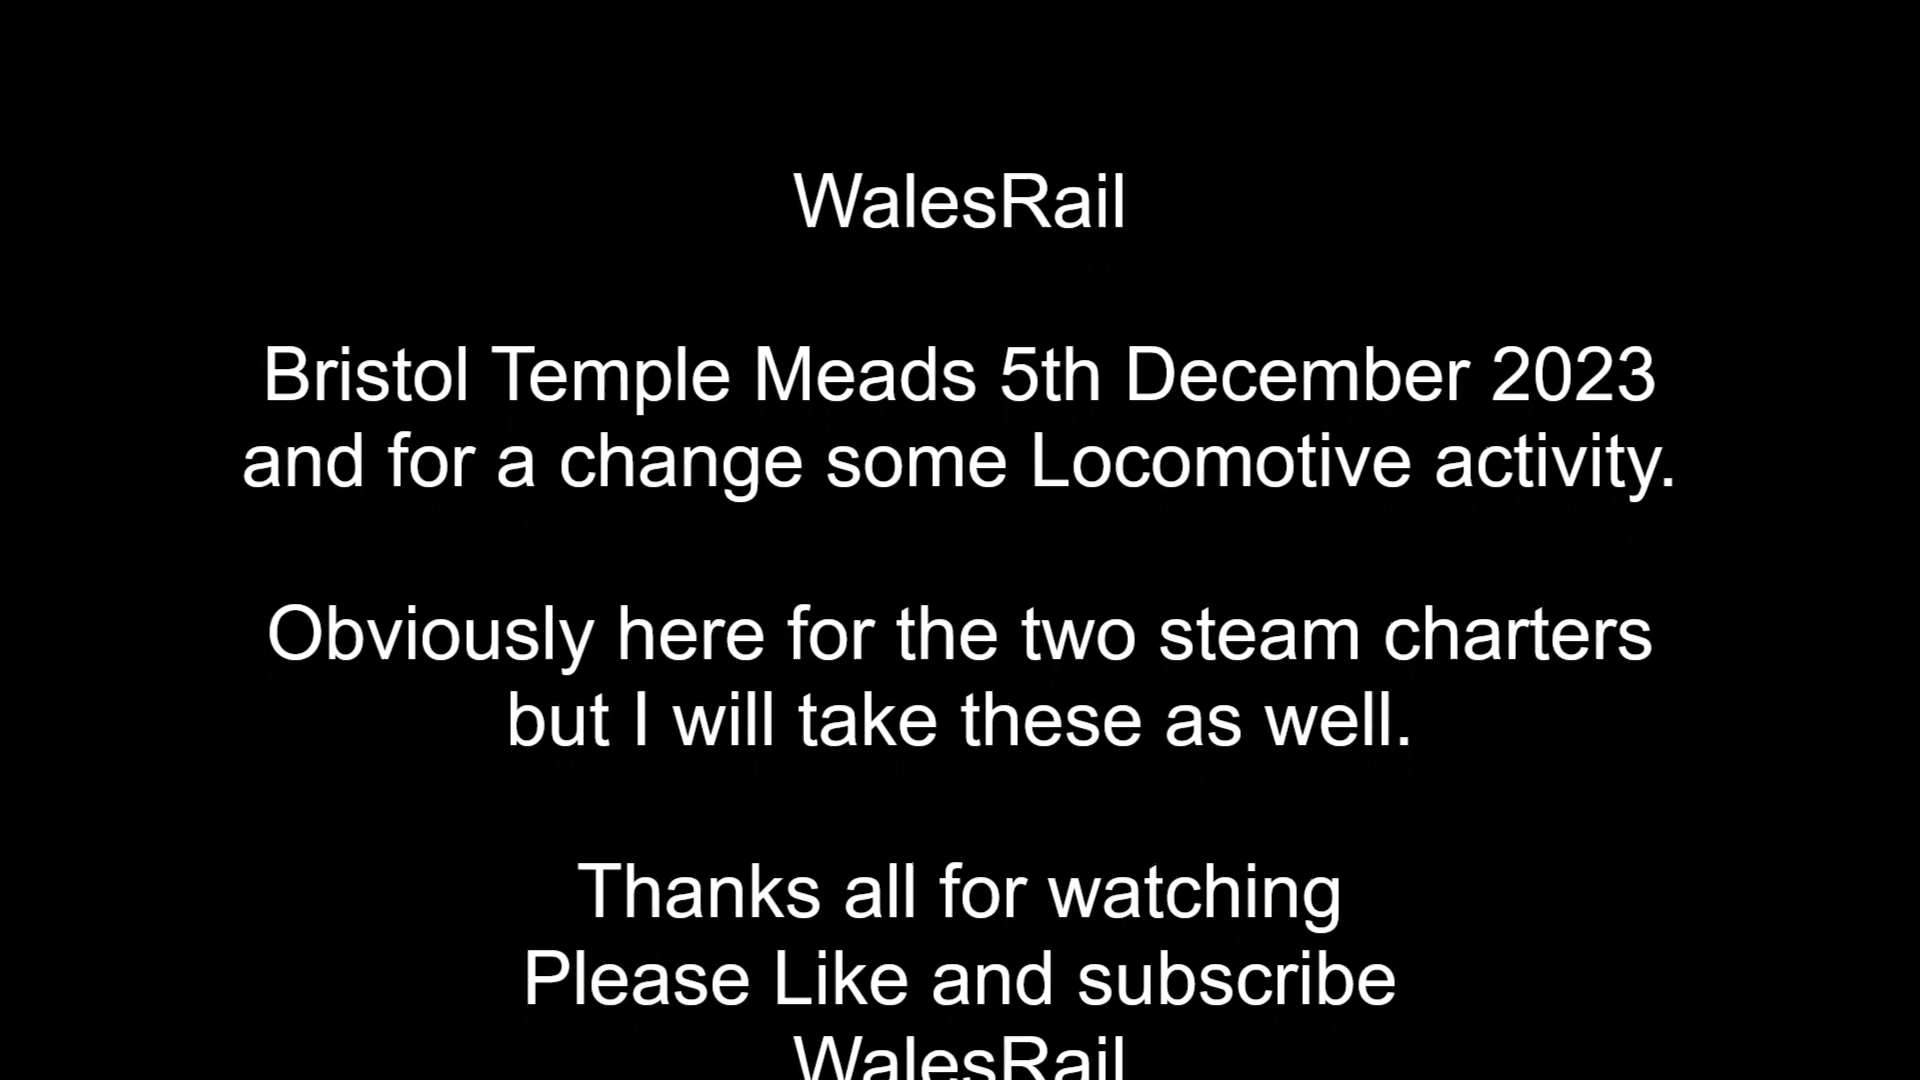 WalesRail
Bristol Temple Meads 5th December 2023
and for a change some Locomotive activity.
Obviously here for the two steam charters
but I will take these as well.
Thanks all for watching
Please Like and subscribe
WalesRail